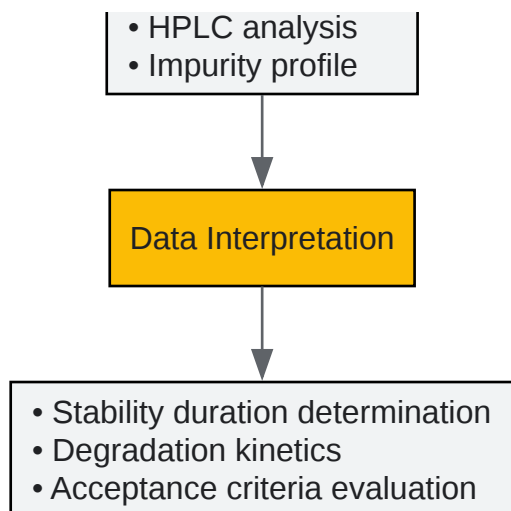 • HPLC analysis
• Impurity profile
Data Interpretation
• Stability duration determination
• Degradation kinetics
• Acceptance criteria evaluation